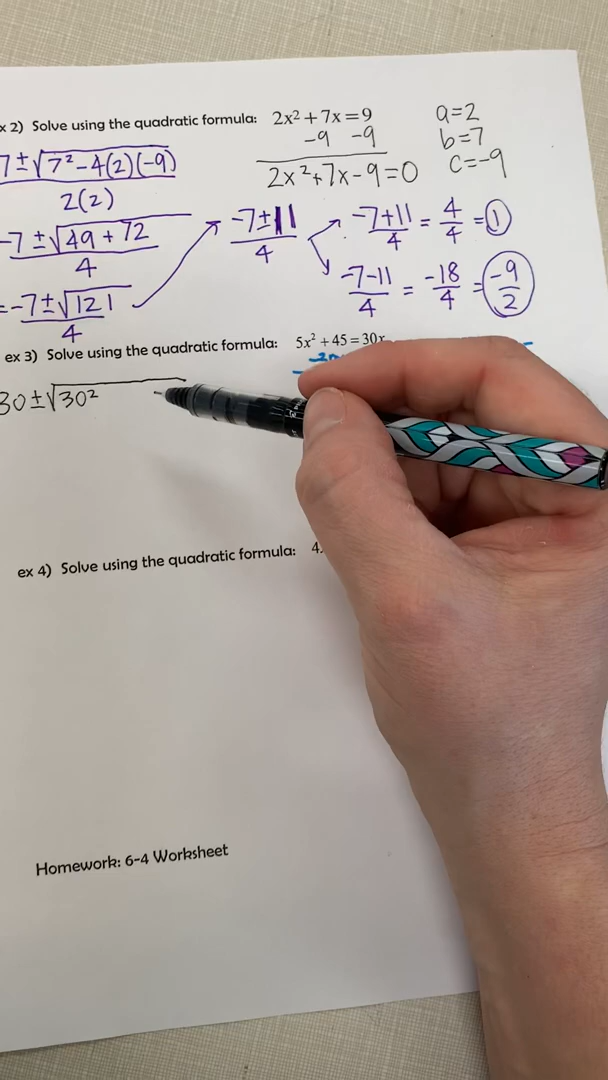 x 2) Solve using the quadratic formula: 2x² + 7x = 9
-9 -9
2x² + 7x - 9 = 0
a = 2
b = 7
c = -9
7 ± √7² - 4(2)(-9)
2(2)
-7 ± √49 + 72
4
= -7 ± √121
4
-7 ± 11
4
-7 + 11 = 4 = 1
4 4
-7 - 11 = -18 = -9
4 4 2
ex 3) Solve using the quadratic formula: 5x² + 45 = 30x
30 ± √30²
ex 4) Solve using the quadratic formula: 4
Homework: 6-4 Worksheet